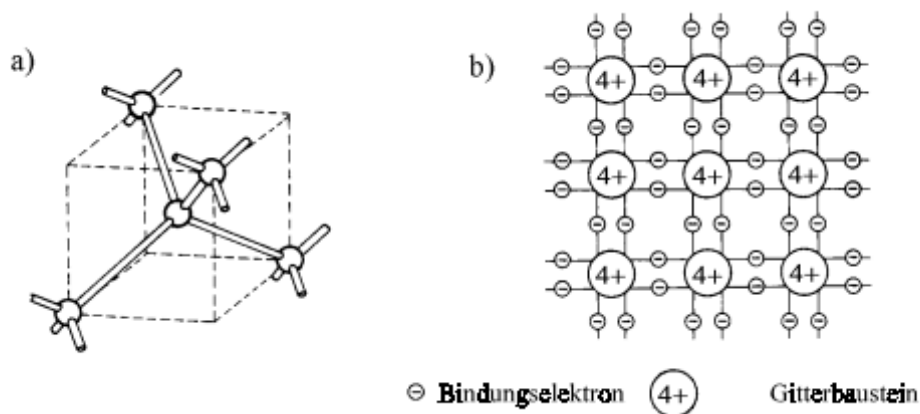 a)
b)
⊖ ⊖ ⊖ ⊖ ⊖ ⊖
⊖ 4+ ⊖ 4+ ⊖ 4+ ⊖
⊖ ⊖ ⊖ ⊖
⊖ ⊖ ⊖ ⊖ ⊖ ⊖
⊖ 4+ ⊖ 4+ ⊖ 4+ ⊖
⊖ ⊖ ⊖ ⊖
⊖ ⊖ ⊖ ⊖ ⊖ ⊖
⊖ 4+ ⊖ 4+ ⊖ 4+ ⊖
⊖ ⊖ ⊖ ⊖
⊖ ⊖ ⊖ ⊖ ⊖ ⊖
⊖ Bindungselektron 4+ Gitterbaustein